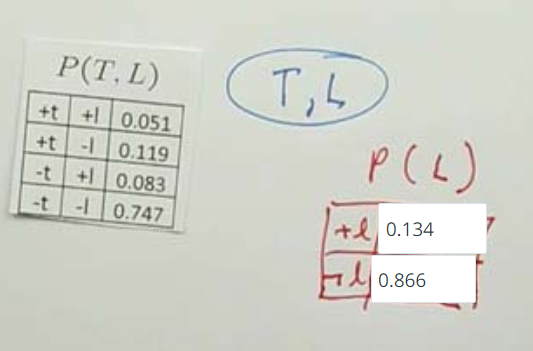 P(T, L)
+t +l 0.051
+t -l 0.119
-t +l 0.083
-t -l 0.747
T, L
P(L)
+l 0.134
¬l 0.866